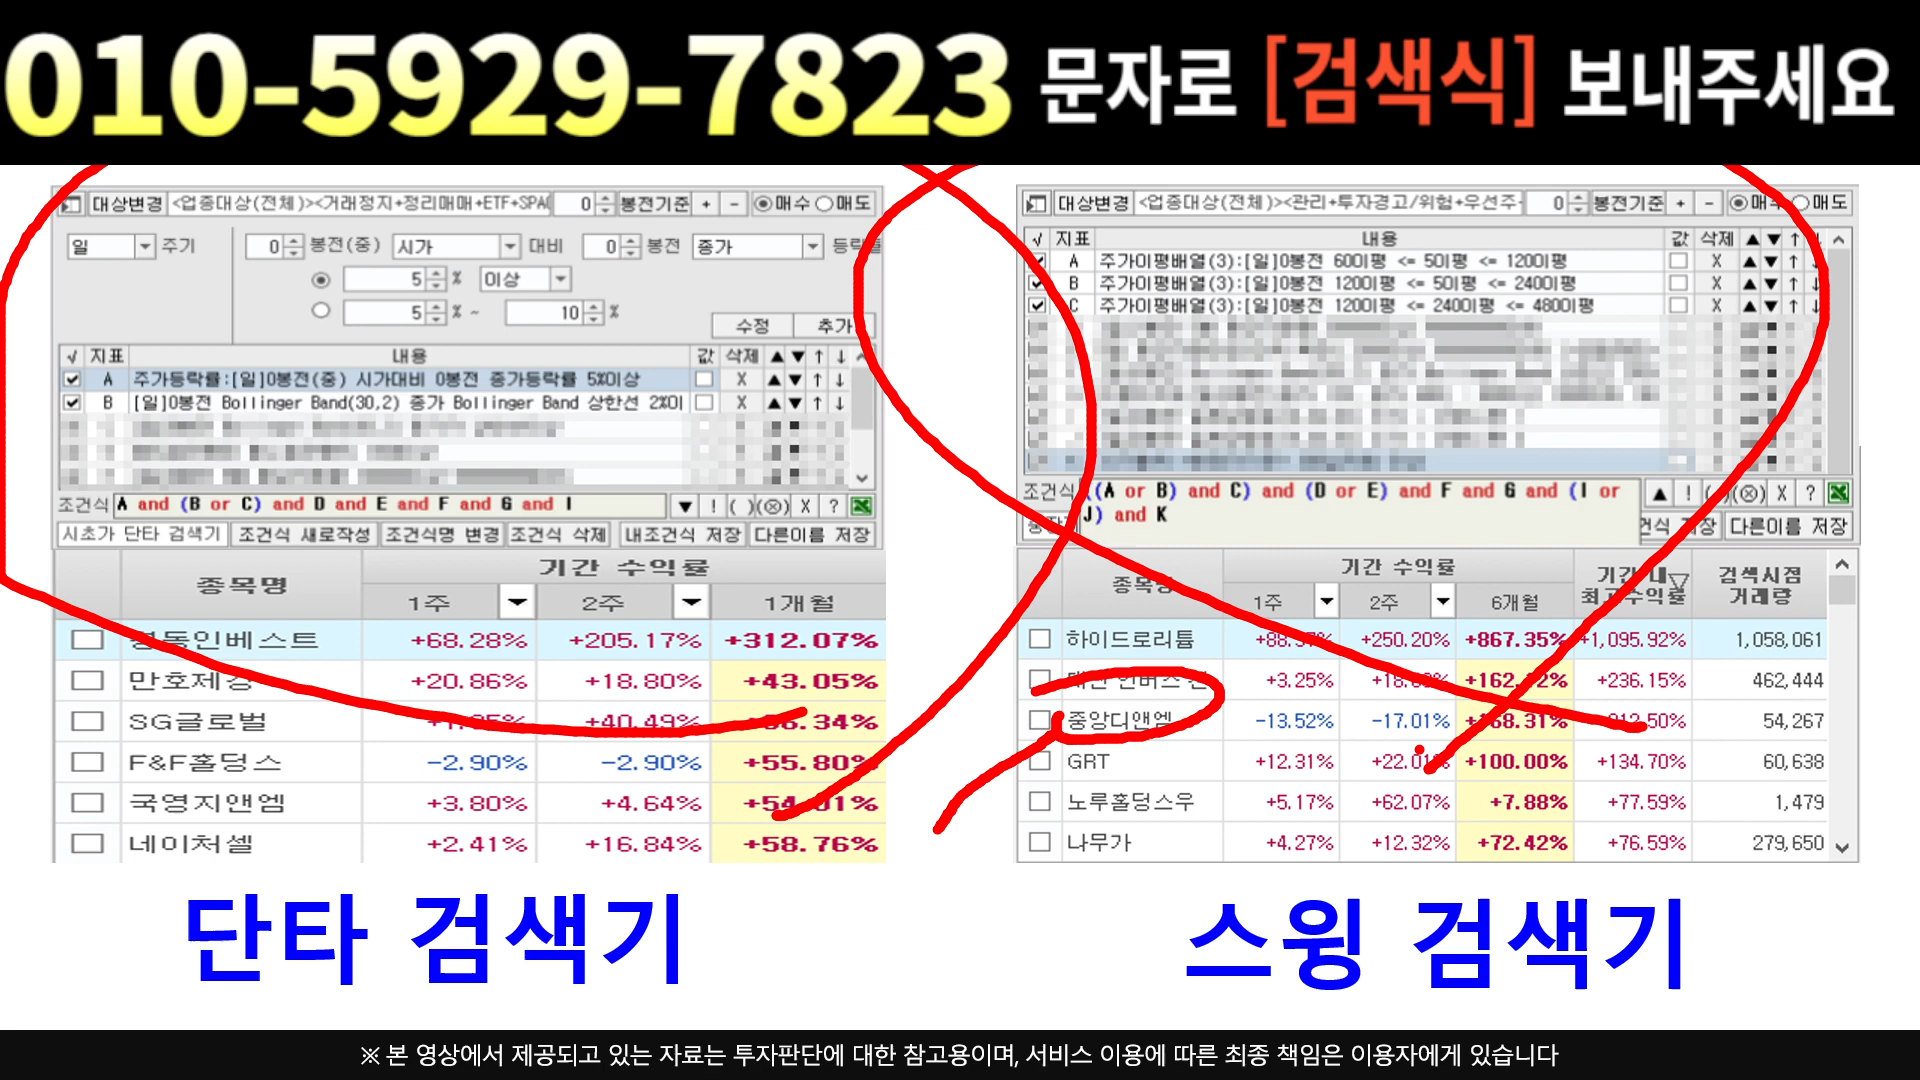 010-5929-7823 문자로 [검색식] 보내주세요
대상변경 <업종대상(전체)><거래정지+정리매매+ETF+SPA( 0 봉전기준 + - 매수 매도
일 주기 0 봉전(중) 시가 대비 0 봉전 종가
5 % 이상
5 % ~ 10 %
수정 추가
√ 지표 내용 값 삭제 ▲ ▼ ↑ ↓
A 주가등락률:[일]0봉전(중) 시가대비 0봉전 종가등락률 5%이상 X ▲ ▼ ↑ ↓
B [일]0봉전 Bollinger Band(30,2) 종가 Bollinger Band 상한선 2%이 X ▲ ▼ ↑ ↓
조건식 A and (B or C) and D and E and F and G and I ▼ ! ( ) (⊗) X ?
시초가 단타 검색기 조건식 새로작성 조건식명 변경 조건식 삭제 내조건식 저장 다른이름 저장
종목명 기간 수익률
1주 2주 1개월
+68.28% +205.17% +312.07%
만호제강 +20.86% +18.80% +43.05%
SG글로벌 +40.49%
F&F홀딩스 -2.90% -2.90% +55.80%
국영지앤엠 +3.80% +4.64%
네이처셀 +2.41% +16.84% +58.76%
단타 검색기
대상변경 <업종대상(전체)><관리+투자경고/위험+우선주+ 0 봉전기준 + - 매수 매도
√ 지표 내용 값 삭제 ▲ ▼ ↑
A 주가이평배열(3):[일]0봉전 60이평 <= 5이평 <= 120이평 X ▲ ▼ ↑
B 주가이평배열(3):[일]0봉전 120이평 <= 5이평 <= 240이평 X ▲ ▼ ↑ ↓
C 주가이평배열(3):[일]0봉전 120이평 <= 240이평 <= 480이평 X ▲ ▼ ↑ ↓
조건식 ((A or B) and C) and (D or E) and F and G and (I or
J) and K
▲ ! (⊗) X ?
저장 다른이름 저장
종목명 기간 수익률 기간 내 최고수익률 검색시점 거래량
1주 2주 6개월
하이드로리튬 +250.20% +867.35% +1,095.92% 1,058,061
+3.25% +236.15% 462,444
중앙디앤엠 -13.52% -17.01% 54,267
GRT +12.31% +100.00% +134.70% 60,638
노루홀딩스우 +5.17% +62.07% +7.88% +77.59% 1,479
나무가 +4.27% +12.32% +72.42% +76.59% 279,650
스윙 검색기
※ 본 영상에서 제공되고 있는 자료는 투자판단에 대한 참고용이며, 서비스 이용에 따른 최종 책임은 이용자에게 있습니다